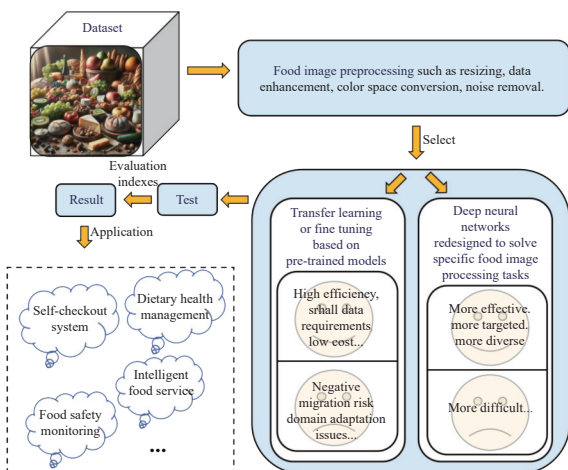 Dataset
Food image preprocessing such as resizing, data
enhancement, color space conversion, noise removal.
Select
Evaluation
indexes
Result
Test
Application
Transfer learning
or fine tuning
based on
pre-trained models
High efficiency,
small data
requirements
low cost...
Negative
migration risk
domain adaptation
issues...
Deep neural
networks
redesigned to solve
specific food image
processing tasks
More effective.
more targeted.
more diverse
More difficult...
Self-checkout
system
Dietary health
management
Intelligent
food service
Food safety
monitoring
...